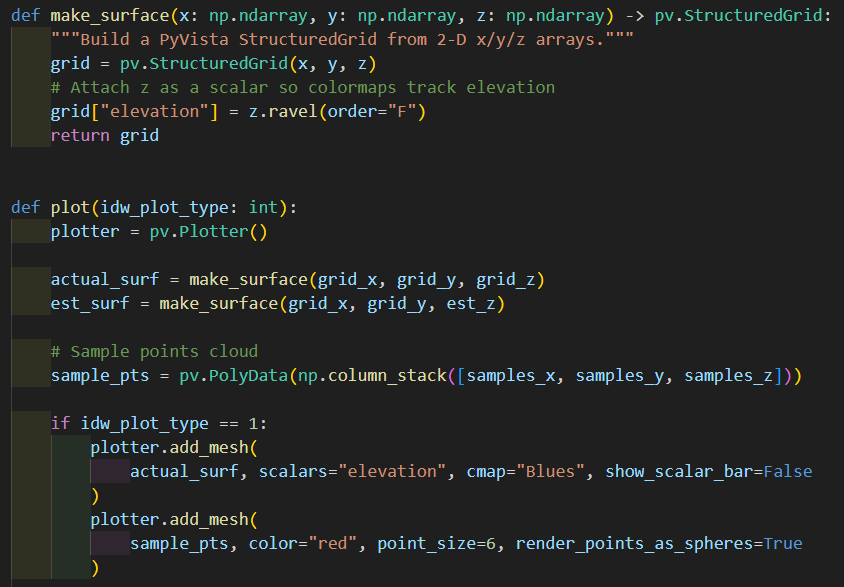 def make_surface(x: np.ndarray, y: np.ndarray, z: np.ndarray) -> pv.StructuredGrid:
    """Build a PyVista StructuredGrid from 2-D x/y/z arrays."""
    grid = pv.StructuredGrid(x, y, z)
    # Attach z as a scalar so colormaps track elevation
    grid["elevation"] = z.ravel(order="F")
    return grid
def plot(idw_plot_type: int):
    plotter = pv.Plotter()
    actual_surf = make_surface(grid_x, grid_y, grid_z)
    est_surf = make_surface(grid_x, grid_y, est_z)
    # Sample points cloud
    sample_pts = pv.PolyData(np.column_stack([samples_x, samples_y, samples_z]))
    if idw_plot_type == 1:
        plotter.add_mesh(
            actual_surf, scalars="elevation", cmap="Blues", show_scalar_bar=False
        )
        plotter.add_mesh(
            sample_pts, color="red", point_size=6, render_points_as_spheres=True
        )